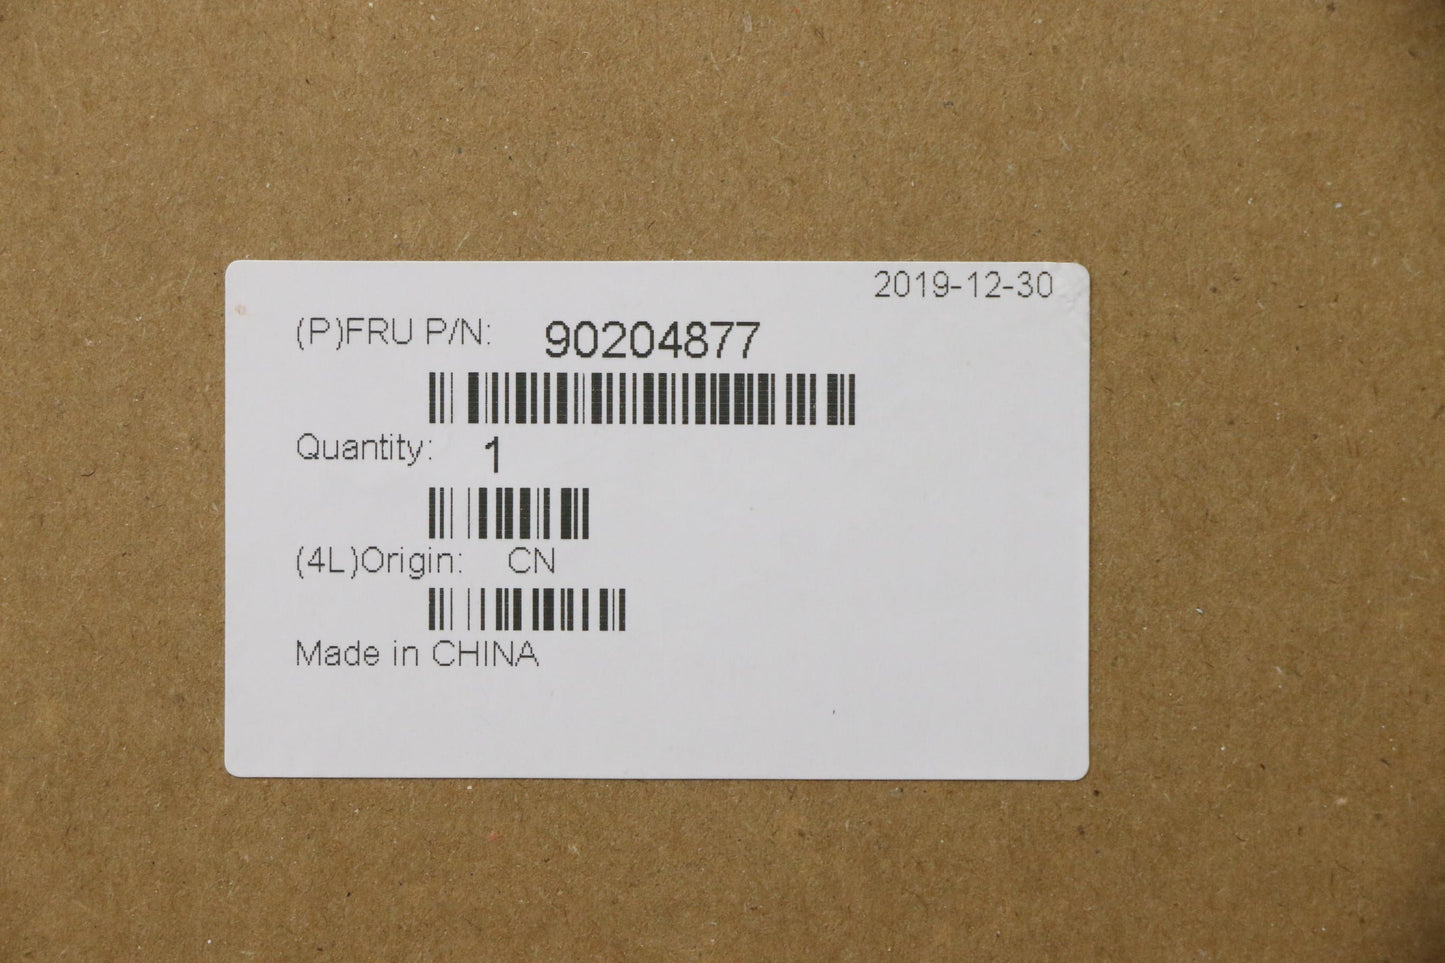 2019-12-30
(P)FRU P/N: 90204877
Quantity: 1
(4L)Origin: CN
Made in CHINA